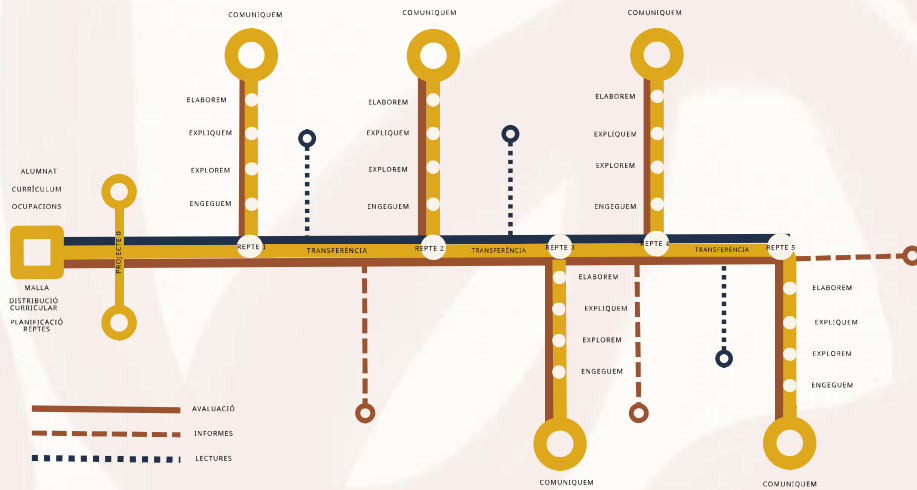 COMUNIQUEM
COMUNIQUEM
COMUNIQUEM
ELABOREM
EXPLIQUEM
EXPLOREM
ENGEGUEM
ELABOREM
EXPLIQUEM
EXPLOREM
ENGEGUEM
ELABOREM
EXPLIQUEM
EXPLOREM
ENGEGUEM
ALUMNAT
CURRÍCULUM
OCUPACIONS
PROJECTE 0
REPTE 1
TRANSFERÈNCIA
REPTE 2
TRANSFERÈNCIA
REPTE 3
REPTE 4
TRANSFERÈNCIA
REPTE 5
MALLA
DISTRIBUCIÓ
CURRICULAR
PLANIFICACIÓ
REPTES
ELABOREM
EXPLIQUEM
EXPLOREM
ENGEGUEM
ELABOREM
EXPLIQUEM
EXPLOREM
ENGEGUEM
AVALUACIÓ
INFORMES
LECTURES
COMUNIQUEM
COMUNIQUEM